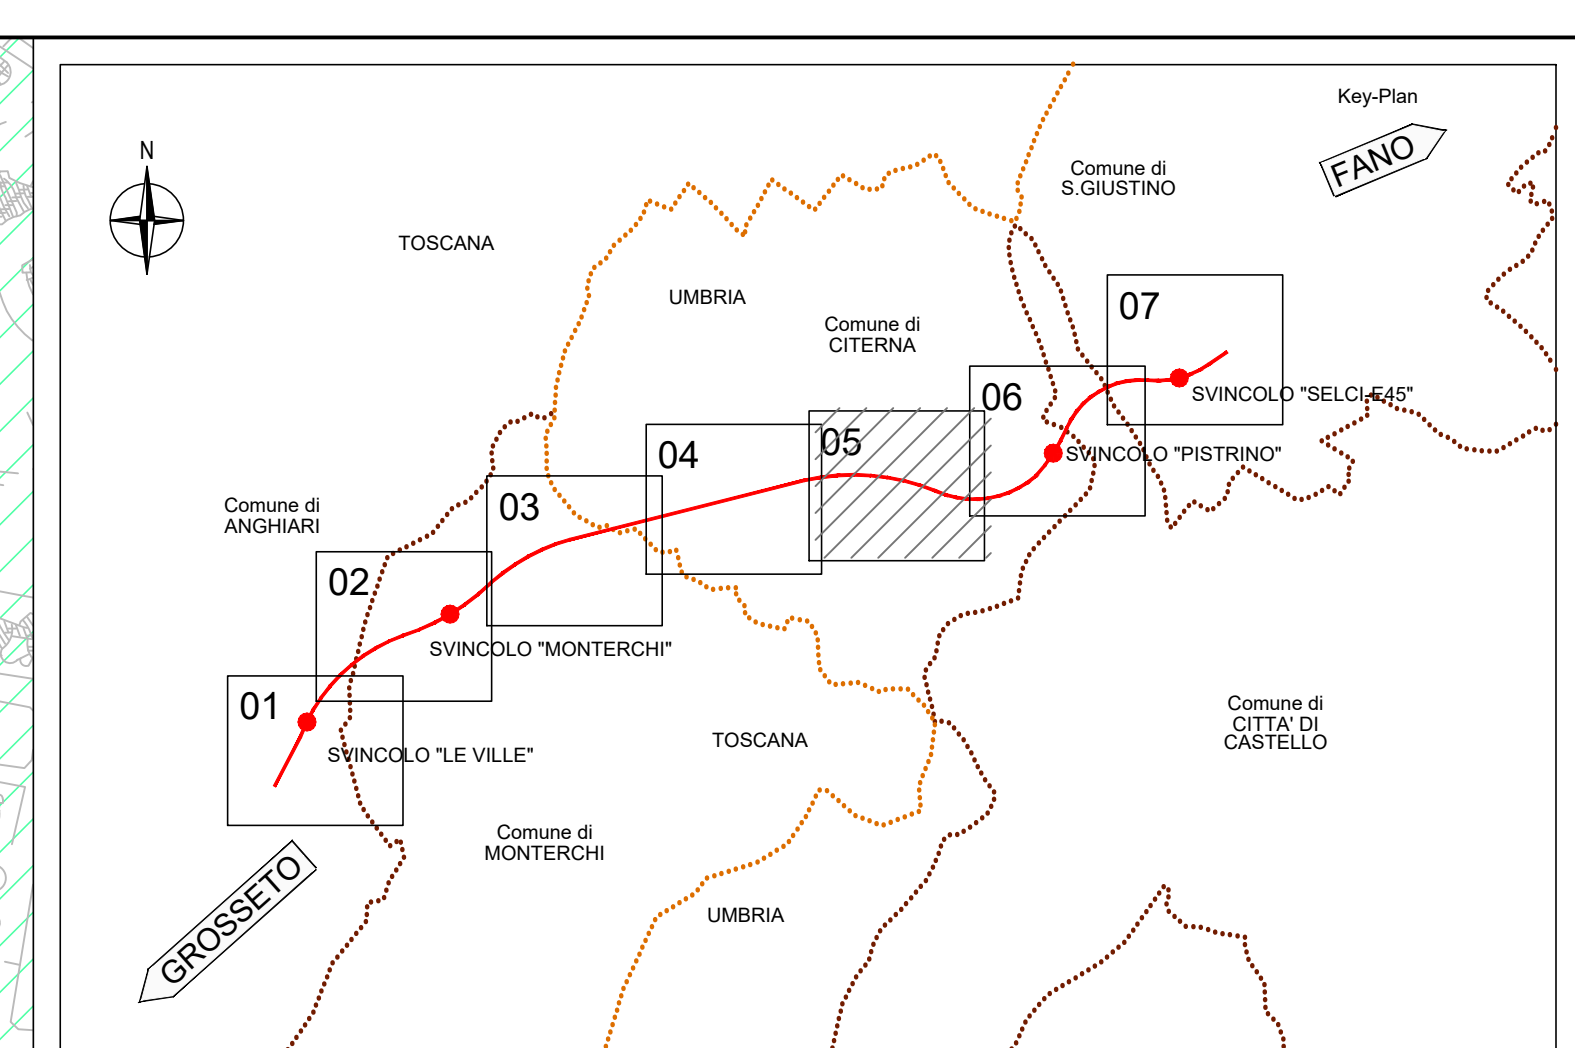 Key-Plan
FANO
N
Comune di
S.GIUSTINO
TOSCANA
UMBRIA
07
Comune di
CITERNA
06
SVINCOLO "SELCI-E45"
05
04
SVINCOLO "PISTRINO"
03
Comune di
ANGHIARI
02
SVINCOLO "MONTERCHI"
01
SVINCOLO "LE VILLE"
TOSCANA
Comune di
CITTA' DI
CASTELLO
Comune di
MONTERCHI
GROSSETO
UMBRIA